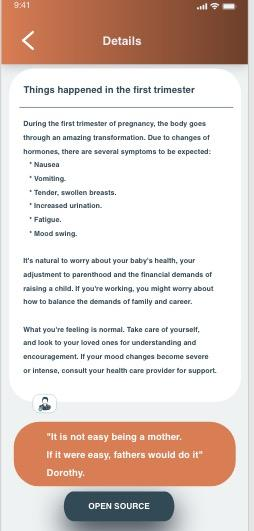 9:41
Details
Things happened in the first trimester
During the first trimester of pregnancy, the body goes
through an amazing transformation. Due to changes of
hormones, there are several symptoms to be expected:
* Nausea
* Vomiting.
* Tender, swollen breasts.
* Increased urination.
* Fatigue.
* Mood swing.
It's natural to worry about your baby's health, your
adjustment to parenthood and the financial demands of
raising a child. If you're working, you might worry about
how to balance the demands of family and career.
What you're feeling is normal. Take care of yourself,
and look to your loved ones for understanding and
encouragement. If your mood changes become severe
or intense, consult your health care provider for support.
"It is not easy being a mother.
If it were easy, fathers would do it"
Dorothy.
OPEN SOURCE